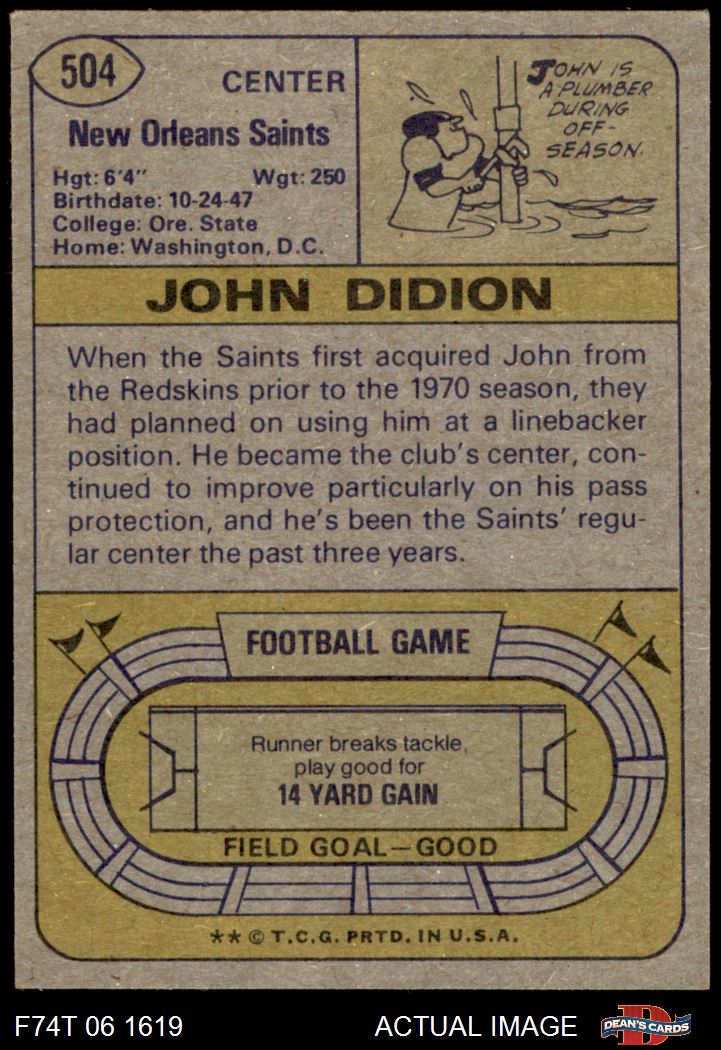 504
CENTER
New Orleans Saints
Hgt: 6'4" Wgt: 250
Birthdate: 10-24-47
College: Ore. State
Home: Washington, D.C.
JOHN IS
A PLUMBER
DURING
OFF-
SEASON.
JOHN DIDION
When the Saints first acquired John from
the Redskins prior to the 1970 season, they
had planned on using him at a linebacker
position. He became the club's center, con-
tinued to improve particularly on his pass
protection, and he's been the Saints' regu-
lar center the past three years.
FOOTBALL GAME
Runner breaks tackle,
play good for
14 YARD GAIN
FIELD GOAL—GOOD
** © T.C.G. PRTD. IN U.S.A.
F74T 06 1619 ACTUAL IMAGE
D
DEAN'S CARDS